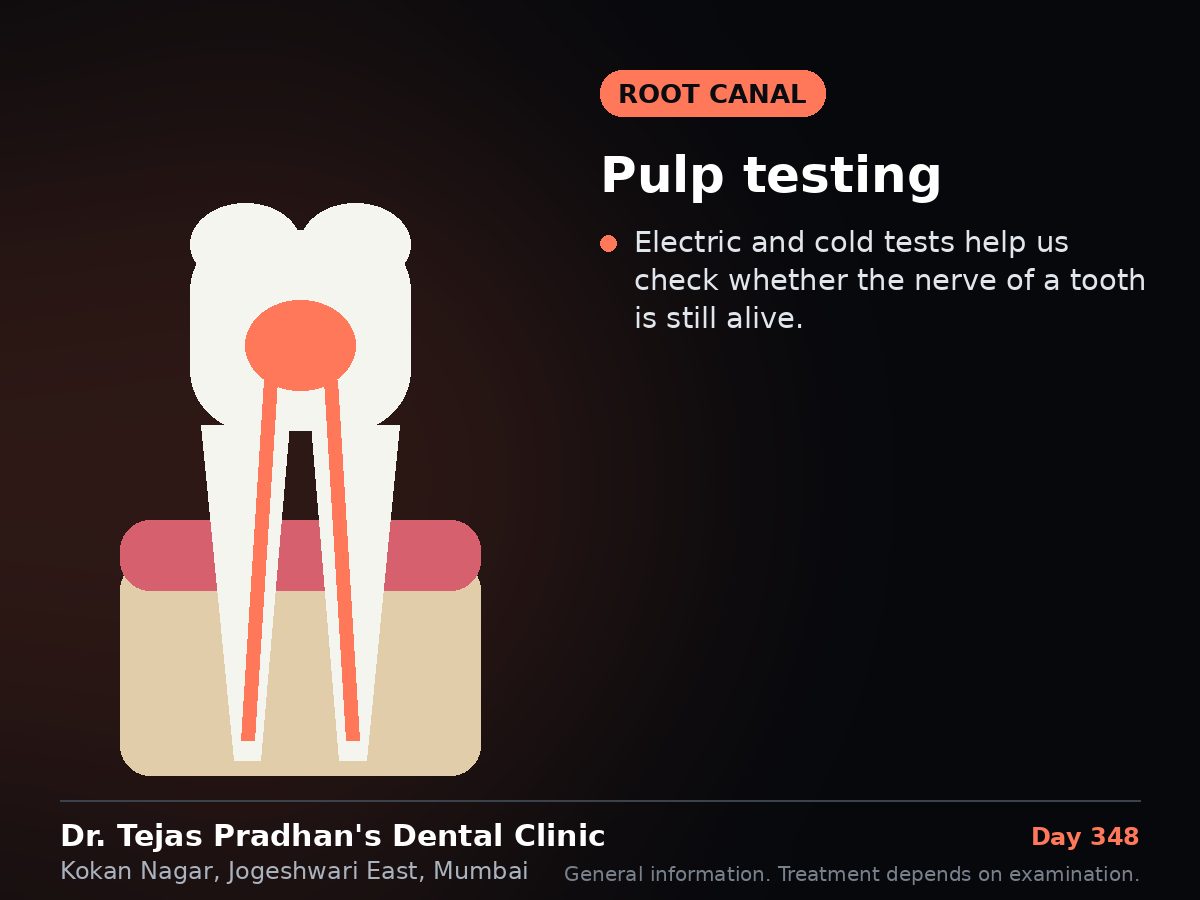 ROOT CANAL
Pulp testing
Electric and cold tests help us
check whether the nerve of a tooth
is still alive.
Dr. Tejas Pradhan's Dental Clinic
Day 348
Kokan Nagar, Jogeshwari East, Mumbai
General information. Treatment depends on examination.